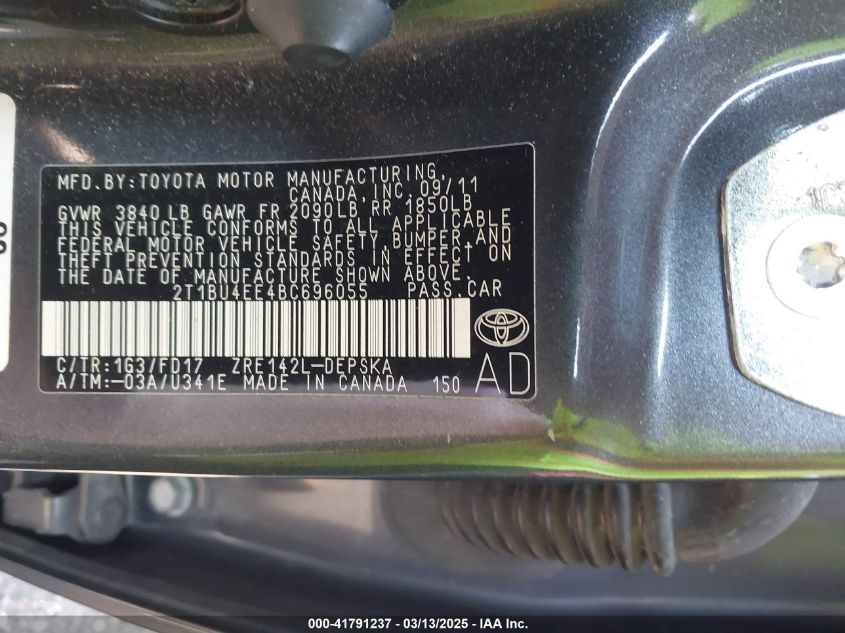 MFD.BY:TOYOTA MOTOR MANUFACTURING,
CANADA, INC. 09/11
GVWR 3840 LB GAWR FR 2090LB, RR 1850LB
THIS VEHICLE CONFORMS TO ALL APPLICABLE
FEDERAL MOTOR VEHICLE SAFETY, BUMPER, AND
THEFT PREVENTION STANDARDS IN EFFECT ON
THE DATE OF MANUFACTURE SHOWN ABOVE.
2T1BU4EE4BC696055 PASS.CAR
C/TR:1G3/FD17 ZRE142L-DEPSKA
A/TM:-03A/U341E MADE IN CANADA 150 AD
000-41791237 - 03/13/2025 - IAA Inc.